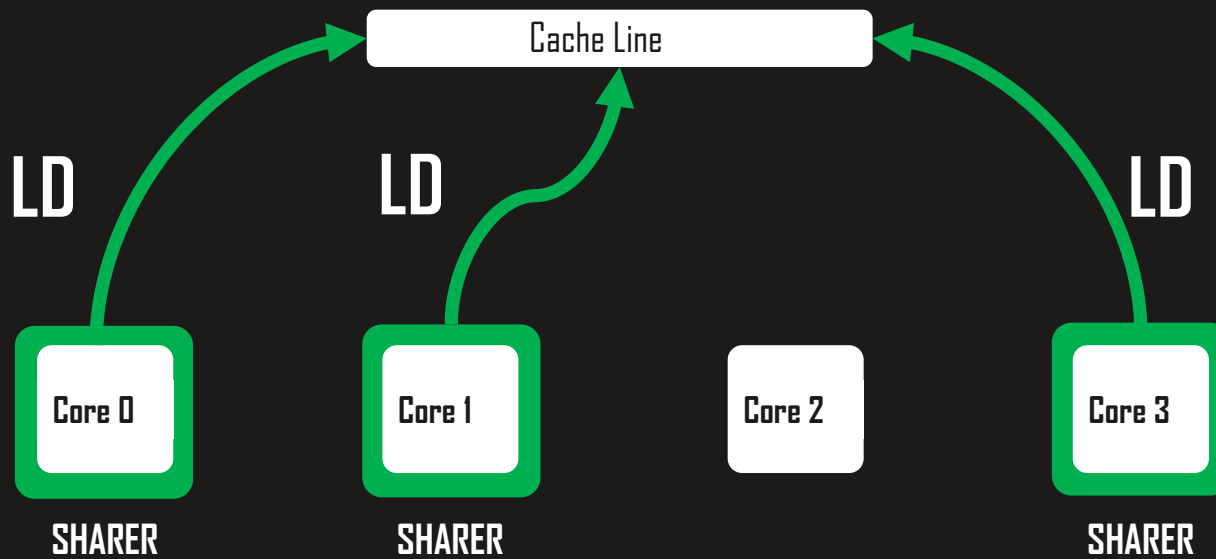 Cache Line
LD
LD
LD
Core 0
Core 1
Core 2
Core 3
SHARER
SHARER
SHARER